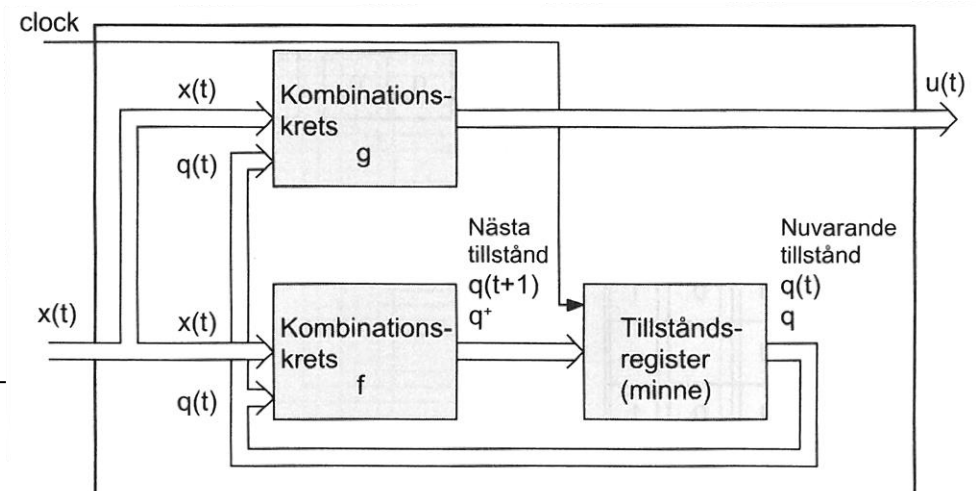 clock
x(t)
Kombinations-
krets
g
q(t)
u(t)
Nästa
tillstånd
q(t+1)
q⁺
Nuvarande
tillstånd
q(t)
q
x(t)
x(t)
Kombinations-
krets
f
q(t)
Tillstånds-
register
(minne)